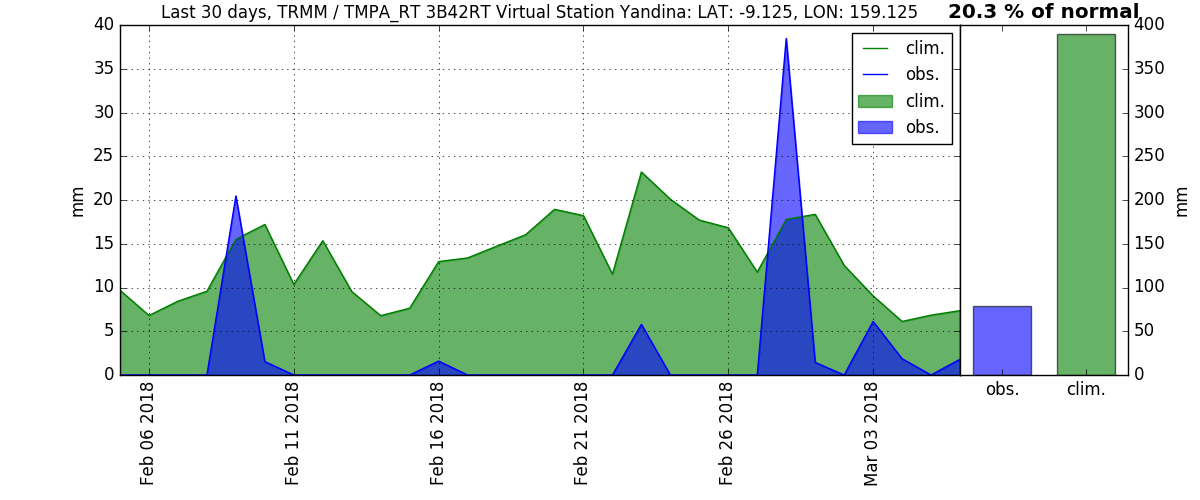 Last 30 days, TRMM / TMPA_RT 3B42RT Virtual Station Yandina: LAT: -9.125, LON: 159.125
20.3 % of normal
40
35
30
25
20
15
10
5
0
mm
clim.
obs.
clim.
obs.
400
350
300
250
200
150
100
50
0
mm
obs.
clim.
Feb 06 2018
Feb 11 2018
Feb 16 2018
Feb 21 2018
Feb 26 2018
Mar 03 2018